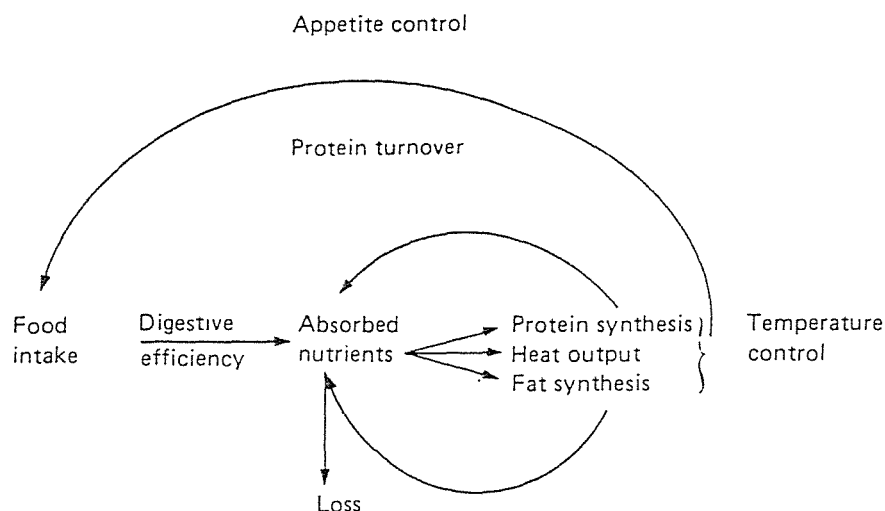 Appetite control
Protein turnover
Food
intake
Digestive
efficiency
Absorbed
nutrients
Protein synthesis
Heat output
Fat synthesis
Temperature
control
Loss